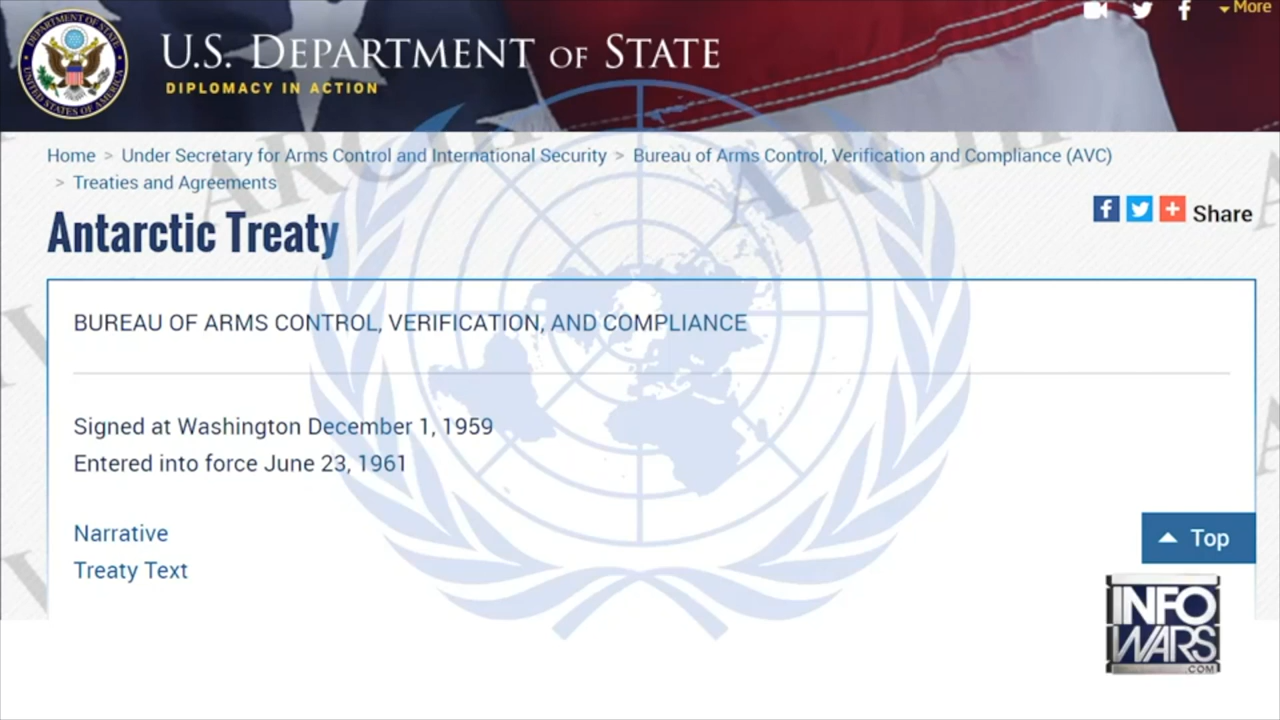 U.S. DEPARTMENT OF STATE
DIPLOMACY IN ACTION
More
Home > Under Secretary for Arms Control and International Security > Bureau of Arms Control, Verification and Compliance (AVC)
> Treaties and Agreements
Share
Antarctic Treaty
BUREAU OF ARMS CONTROL, VERIFICATION, AND COMPLIANCE
Signed at Washington December 1, 1959
Entered into force June 23, 1961
Narrative
Treaty Text
Top
INFO
WARS
.COM